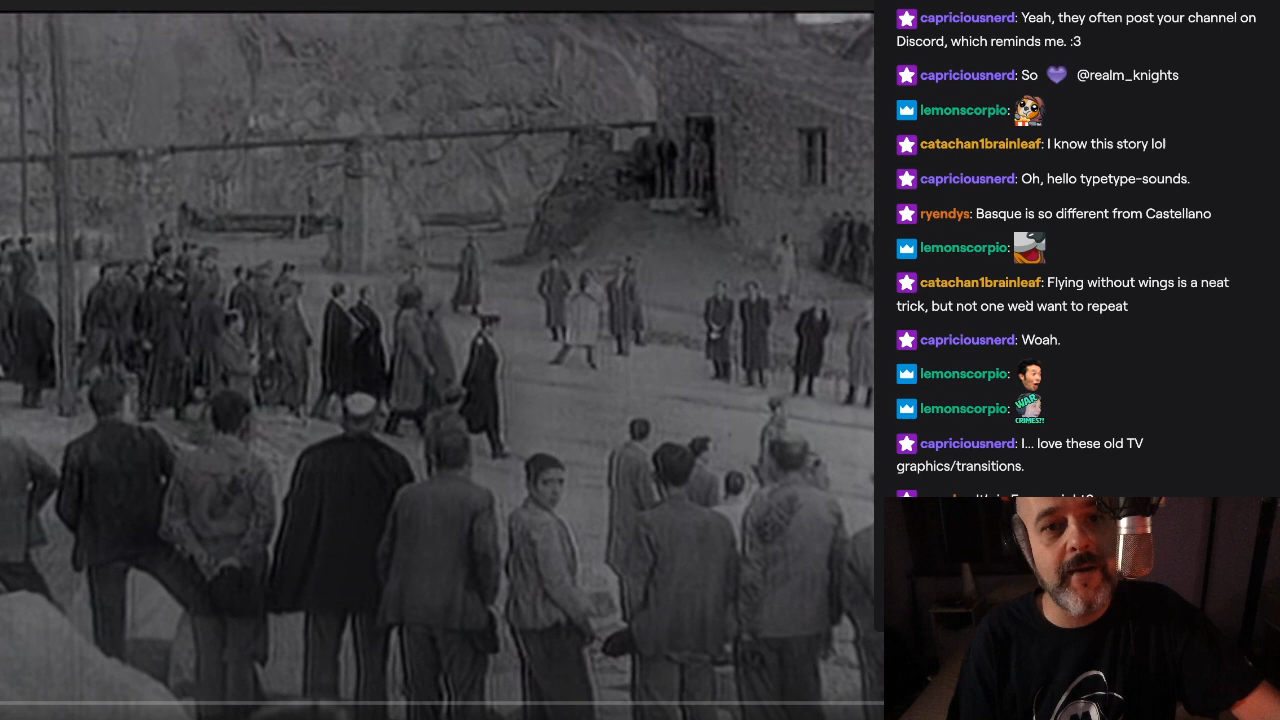 capriciousnerd: Yeah, they often post your channel on
Discord, which reminds me. :3
capriciousnerd: So @realm_knights
lemonscorpio:
catachan1brainleaf: I know this story lol
capriciousnerd: Oh, hello typetype-sounds.
ryendys: Basque is so different from Castellano
lemonscorpio:
catachan1brainleaf: Flying without wings is a neat
trick, but not one we'd want to repeat
capriciousnerd: Woah.
lemonscorpio:
lemonscorpio: WAR
CRIMES?!
capriciousnerd: I... love these old TV
graphics/transitions.